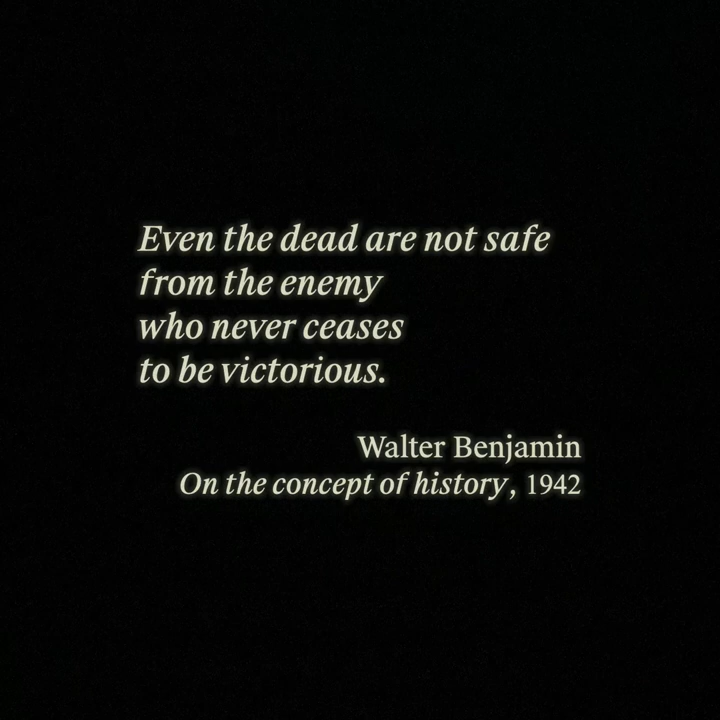 Even the dead are not safe
from the enemy
who never ceases
to be victorious.
Walter Benjamin
On the concept of history, 1942